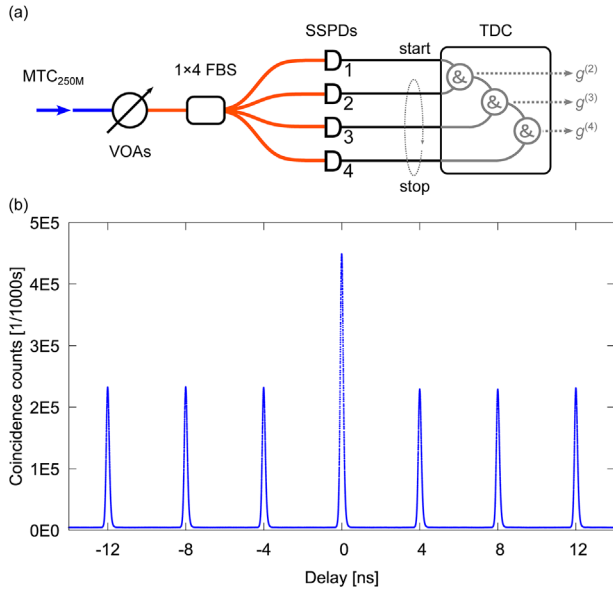 (a)
SSPDs
TDC
MTC250M
1×4 FBS
VOAs
1
2
3
4
start
stop
&
&
&
g(2)
g(3)
g(4)
(b)
Coincidence counts [1/1000s]
5E5
4E5
3E5
2E5
1E5
0E0
-12 -8 -4 0 4 8 12
Delay [ns]